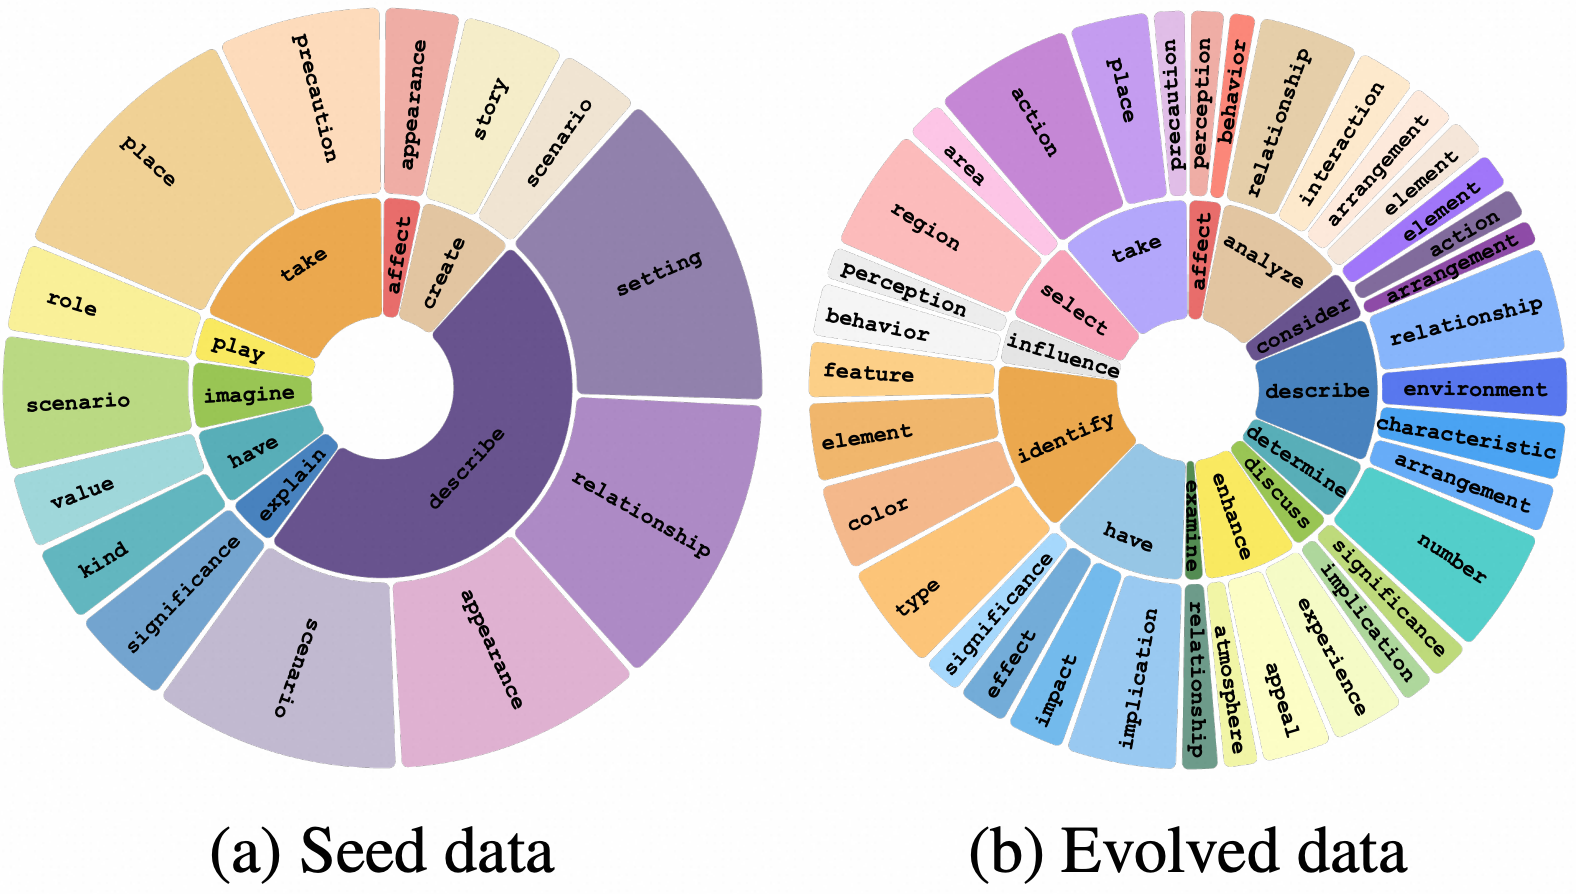 affect
appearance
create
story
scenario
describe
setting
relationship
appearance
scenario
explain
significance
have
kind
value
imagine
scenario
play
role
take
place
precaution
(a) Seed data
affect
perception
behavior
analyze
relationship
interaction
arrangement
element
consider
element
action
arrangement
describe
relationship
environment
characteristic
arrangement
determine
number
discuss
significance
implication
enhance
experience
appeal
atmosphere
examine
relationship
have
implication
impact
effect
significance
identify
type
color
element
feature
influence
behavior
perception
select
region
area
take
action
place
precaution
(b) Evolved data